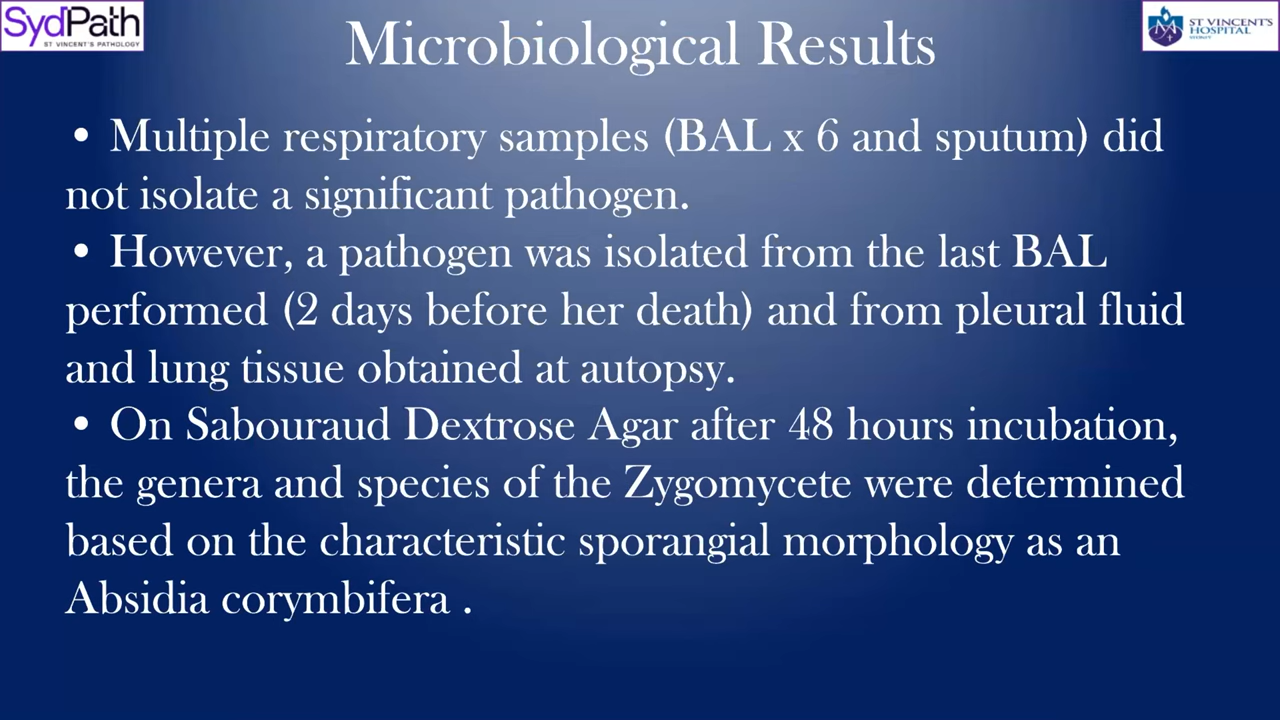 SydPath
ST VINCENT'S PATHOLOGY
ST VINCENT'S
HOSPITAL
SYDNEY
Microbiological Results
• Multiple respiratory samples (BAL x 6 and sputum) did
not isolate a significant pathogen.
• However, a pathogen was isolated from the last BAL
performed (2 days before her death) and from pleural fluid
and lung tissue obtained at autopsy.
• On Sabouraud Dextrose Agar after 48 hours incubation,
the genera and species of the Zygomycete were determined
based on the characteristic sporangial morphology as an
Absidia corymbifera .